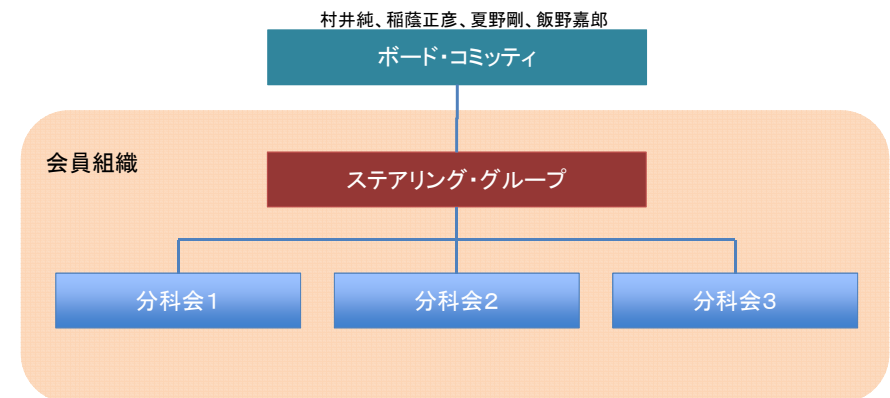 村井純、稲蔭正彦、夏野剛、飯野嘉郎
ボード・コミッティ
会員組織
ステアリング・グループ
分科会１
分科会２
分科会３